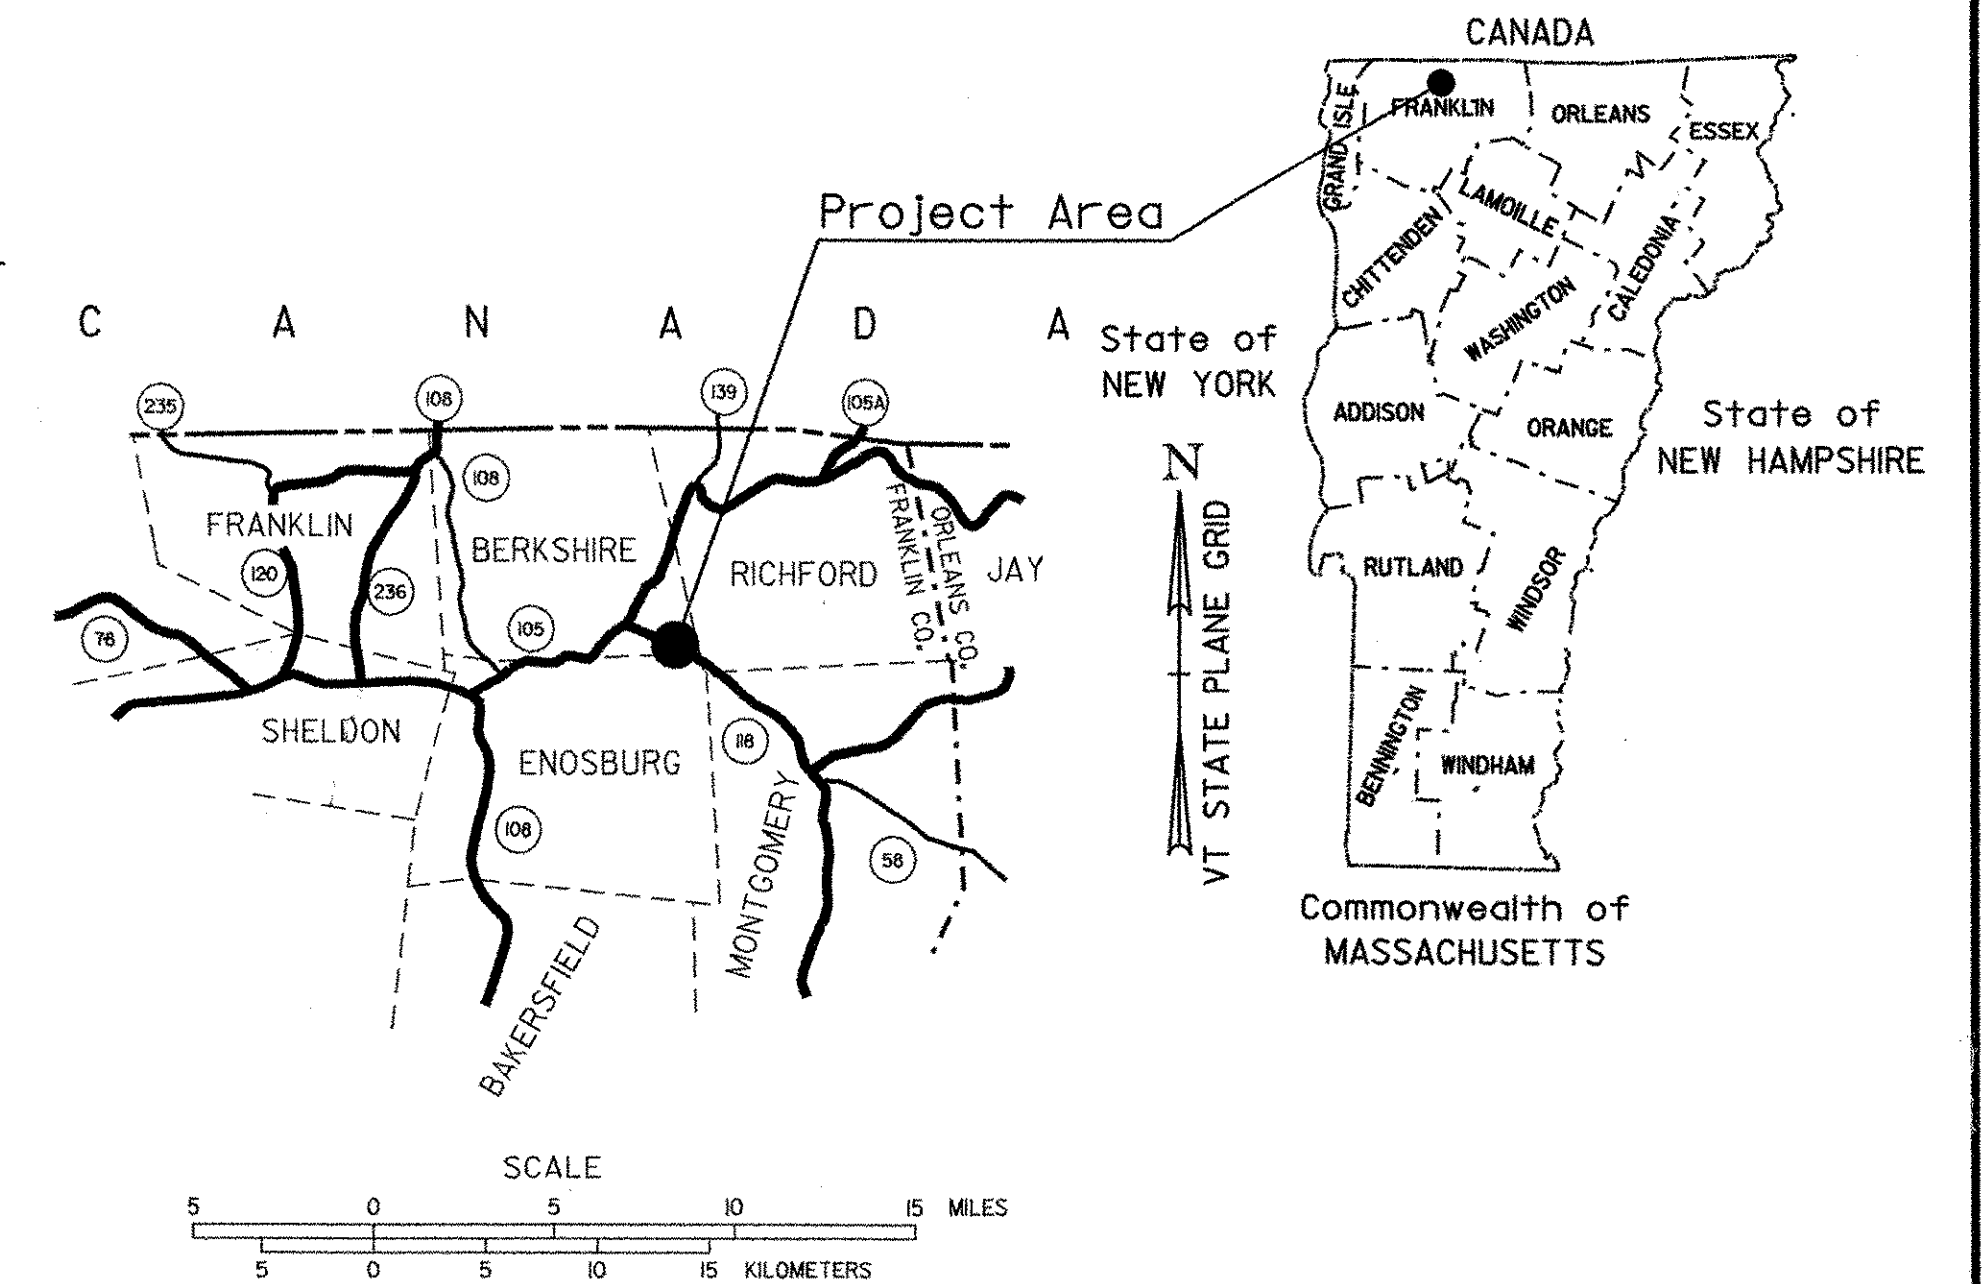 CANADA
GRAND ISLE
FRANKLIN
ORLEANS
ESSEX
LAMOILLE
CHITTENDEN
CALEDONIA
WASHINGTON
ADDISON
ORANGE
RUTLAND
WINDSOR
BENNINGTON
WINDHAM
Project Area
State of
NEW YORK
State of
NEW HAMPSHIRE
Commonwealth of
MASSACHUSETTS
N
VT STATE PLANE GRID
C A N A D A
235
108
139
105A
108
FRANKLIN
BERKSHIRE
RICHFORD
FRANKLIN CO.
ORLEANS CO.
JAY
120
236
105
78
SHELDON
ENOSBURG
118
MONTGOMERY
108
58
BAKERSFIELD
SCALE
5 0 5 10 15 MILES
5 0 5 10 15 KILOMETERS